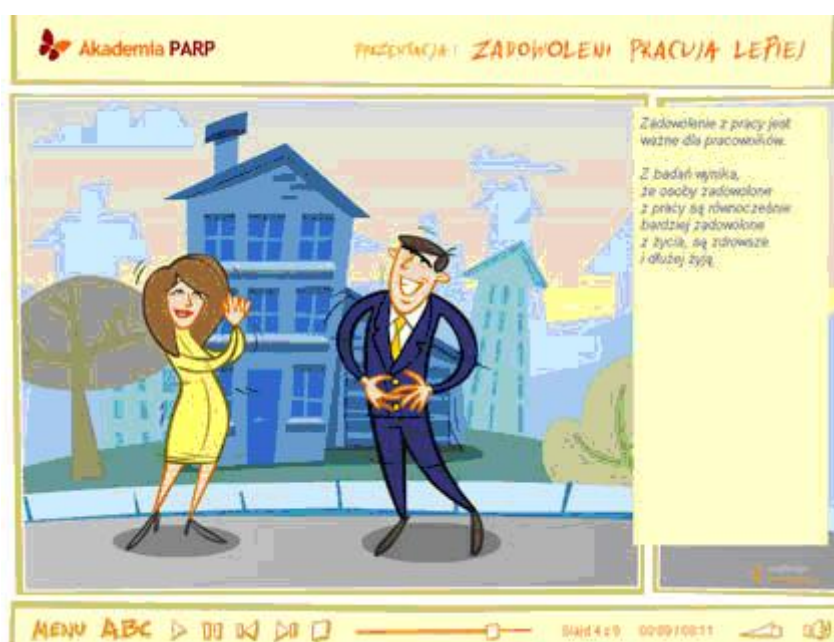 Akademia PARP
PREZENTACJA: ZADOWOLENI PRACUJĄ LEPIEJ
Zadowolenie z pracy jest
ważne dla pracowników.
Z badań wynika,
że osoby zadowolone
z pracy są równocześnie
bardziej zadowolone
z życia, są zdrowsze
i dłużej żyją
MENU ABC
Slajd 4 z 9